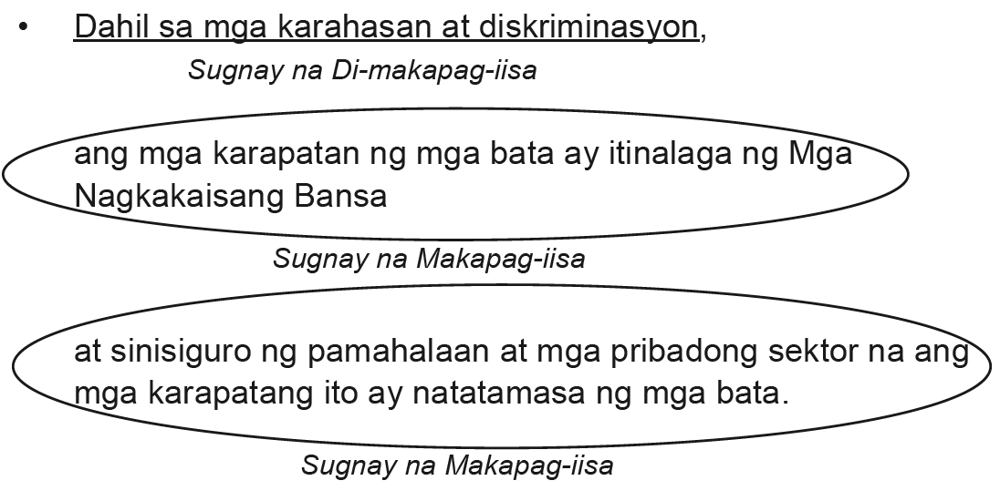 • Dahil sa mga karahasan at diskriminasyon,
Sugnay na Di-makapag-iisa
ang mga karapatan ng mga bata ay itinalaga ng Mga
Nagkakaisang Bansa
Sugnay na Makapag-iisa
at sinisiguro ng pamahalaan at mga pribadong sektor na ang
mga karapatang ito ay natatamasa ng mga bata.
Sugnay na Makapag-iisa